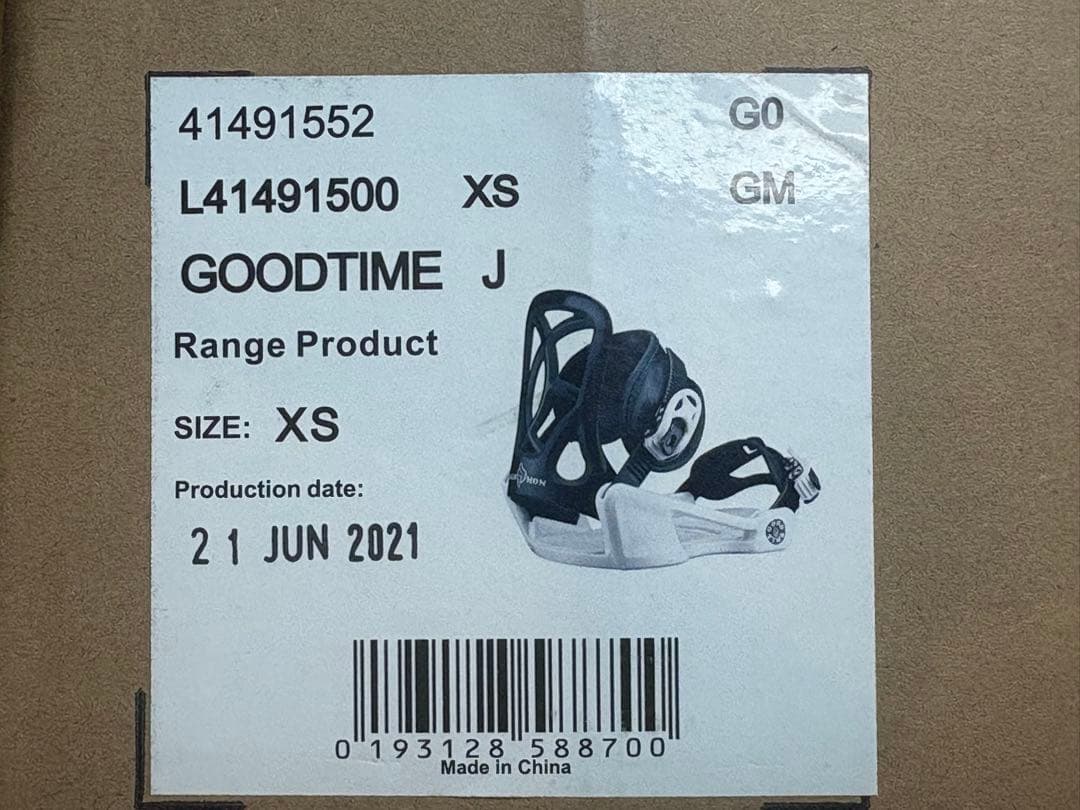 41491552 G0
L41491500 XS GM
GOODTIME J
Range Product
SIZE: XS
Production date:
21 JUN 2021
0 193128 588700
Made in China